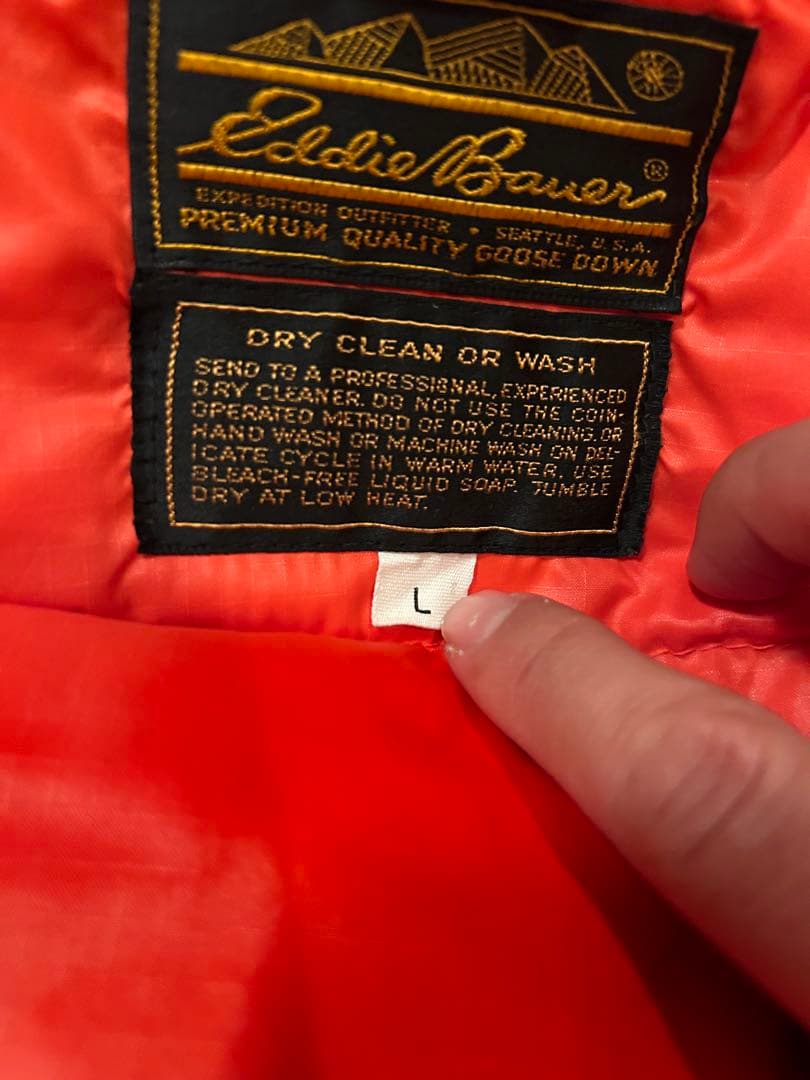 Eddie Bauer ®
EXPEDITION OUTFITTER • SEATTLE, U.S.A.
PREMIUM QUALITY GOOSE DOWN
DRY CLEAN OR WASH
SEND TO A PROFESSIONAL, EXPERIENCED
DRY CLEANER. DO NOT USE THE COIN-
OPERATED METHOD OF DRY CLEANING, OR
HAND WASH OR MACHINE WASH ON DEL-
ICATE CYCLE IN WARM WATER. USE
BLEACH-FREE LIQUID SOAP. TUMBLE
DRY AT LOW HEAT.
L